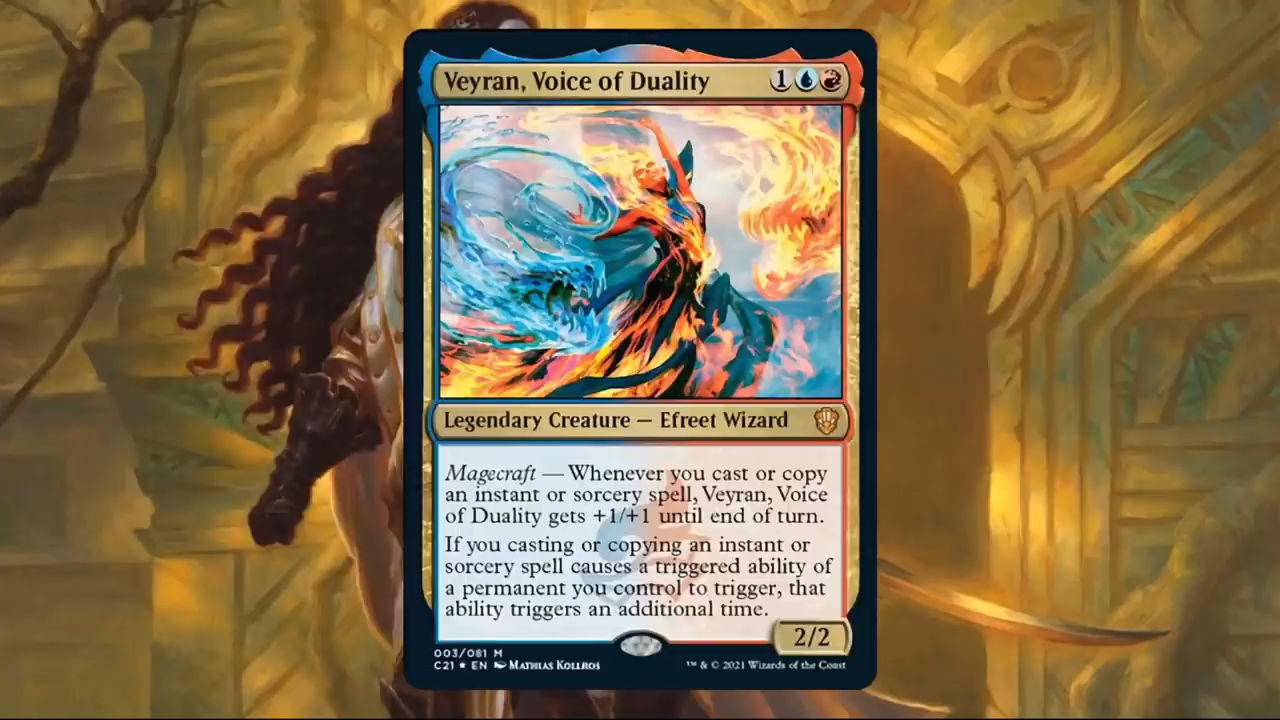 Veyran, Voice of Duality 1
Legendary Creature — Efreet Wizard
Magecraft — Whenever you cast or copy
an instant or sorcery spell, Veyran, Voice
of Duality gets +1/+1 until end of turn.
If you casting or copying an instant or
sorcery spell causes a triggered ability of
a permanent you control to trigger, that
ability triggers an additional time.
2/2
003/081 M
C21 ★ EN Mathias Kollros
™ & © 2021 Wizards of the Coast